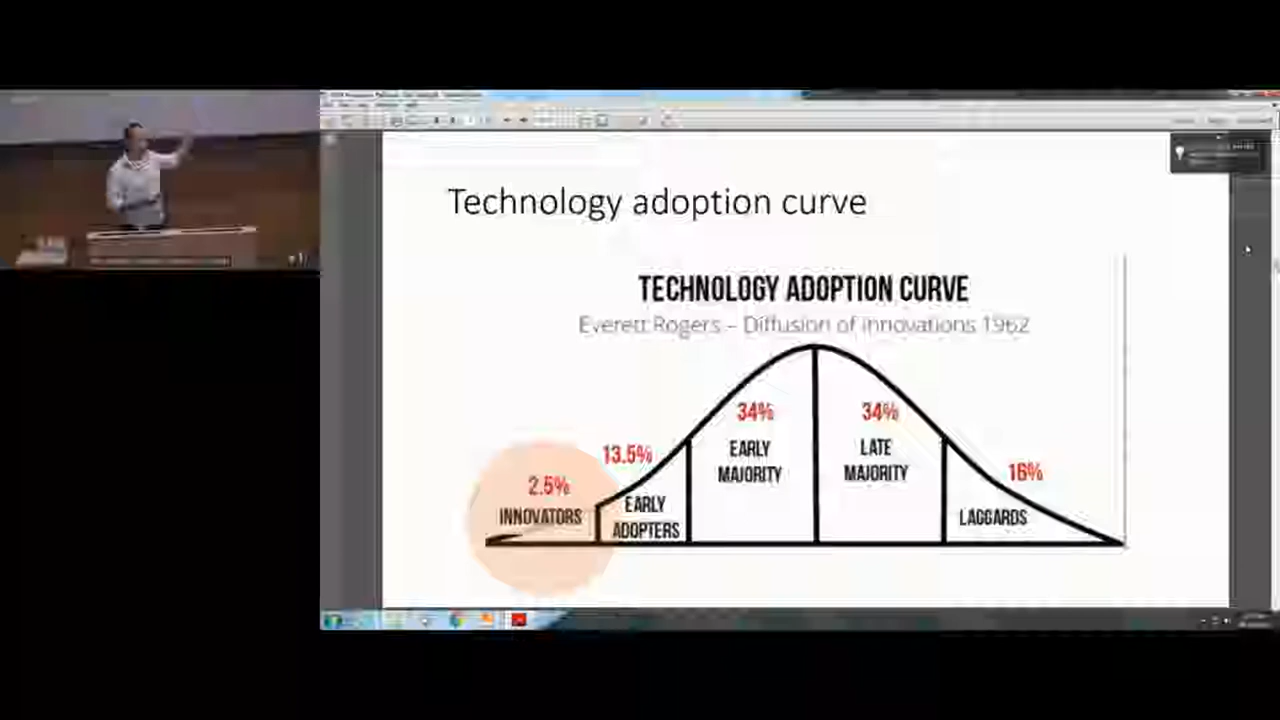 Technology adoption curve
TECHNOLOGY ADOPTION CURVE
Everett Rogers – Diffusion of innovations 1962
34%
34%
13.5%
EARLY
MAJORITY
LATE
MAJORITY
16%
2.5%
INNOVATORS
EARLY
ADOPTERS
LAGGARDS